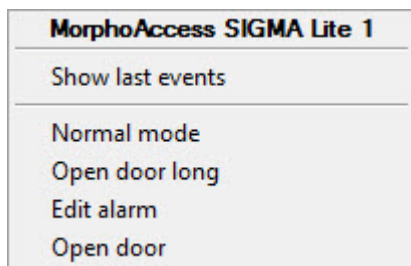 MorphoAccess SIGMA Lite 1
Show last events
Normal mode
Open door long
Edit alarm
Open door